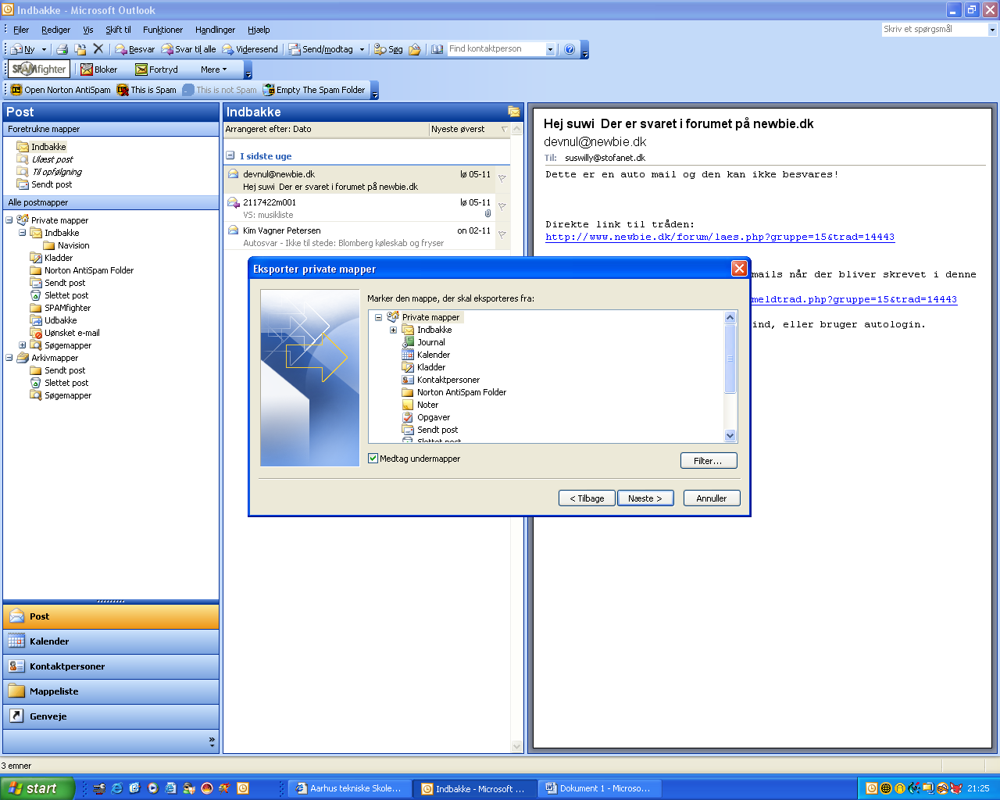 Indbakke - Microsoft Outlook
Filer Rediger Vis Skift til Funktioner Handlinger Hjælp
Skriv et spørgsmål
Ny Besvar Svar til alle Videresend Send/modtag Søg Find kontaktperson
SPAMfighter Bloker Fortryd Mere
Open Norton AntiSpam This is Spam This is not Spam Empty The Spam Folder
Post
Foretrukne mapper
Indbakke
Ulæst post
Til opfølgning
Sendt post
Alle postmapper
Private mapper
Indbakke
Navision
Kladder
Norton AntiSpam Folder
Sendt post
Slettet post
SPAMfighter
Udbakke
Uønsket e-mail
Søgemapper
Arkivmapper
Sendt post
Slettet post
Søgemapper
Post
Kalender
Kontaktpersoner
Mappeliste
Genveje
Indbakke
Arrangeret efter: Dato Nyeste øverst
I sidste uge
devnul@newbie.dk lø 05-11
Hej suwi Der er svaret i forumet på newbie.dk
2117422m001 lø 05-11
VS: musikliste
Kim Vagner Petersen on 02-11
Autosvar - Ikke til stede: Blomberg køleskab og fryser
Hej suwi Der er svaret i forumet på newbie.dk
devnul@newbie.dk
Til: suswilly@stofanet.dk
Dette er en auto mail og den kan ikke besvares!
Direkte link til tråden:
http://www.newbie.dk/forum/laes.php?gruppe=15&trad=14443
mails når der bliver skrevet i denne
meldtrad.php?gruppe=15&trad=14443
ind, eller bruger autologin.
Eksporter private mapper
Marker den mappe, der skal eksporteres fra:
Private mapper
Indbakke
Journal
Kalender
Kladder
Kontaktpersoner
Norton AntiSpam Folder
Noter
Opgaver
Sendt post
Slettet post
Medtag undermapper
Filter...
< Tilbage Næste > Annuller
3 emner
start Aarhus tekniske Skole... Indbakke - Microsoft ... Dokument 1 - Microso... 21:25